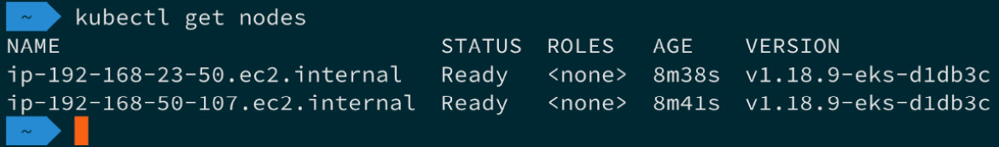 ~ kubectl get nodes
NAME STATUS ROLES AGE VERSION
ip-192-168-23-50.ec2.internal Ready <none> 8m38s v1.18.9-eks-d1db3c
ip-192-168-50-107.ec2.internal Ready <none> 8m41s v1.18.9-eks-d1db3c
~